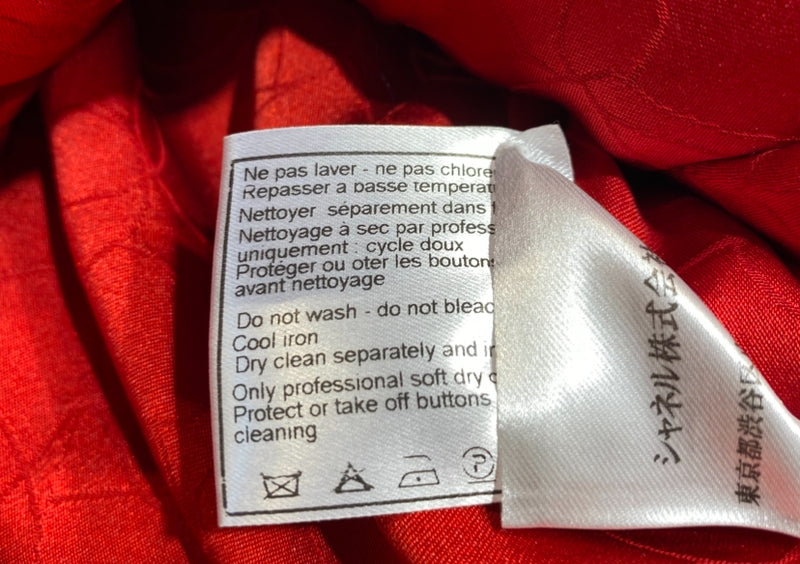 Ne pas laver - ne pas chlore
Repasser a basse temperat
Nettoyer séparement dans
Nettoyage à sec par profess
uniquement : cycle doux
Protéger ou oter les bouton
avant nettoyage
Do not wash - do not bleac
Cool iron
Dry clean separately and in
Only professional soft dry c
Protect or take off buttons
cleaning
P
シャネル株式会社
東京都渋谷区